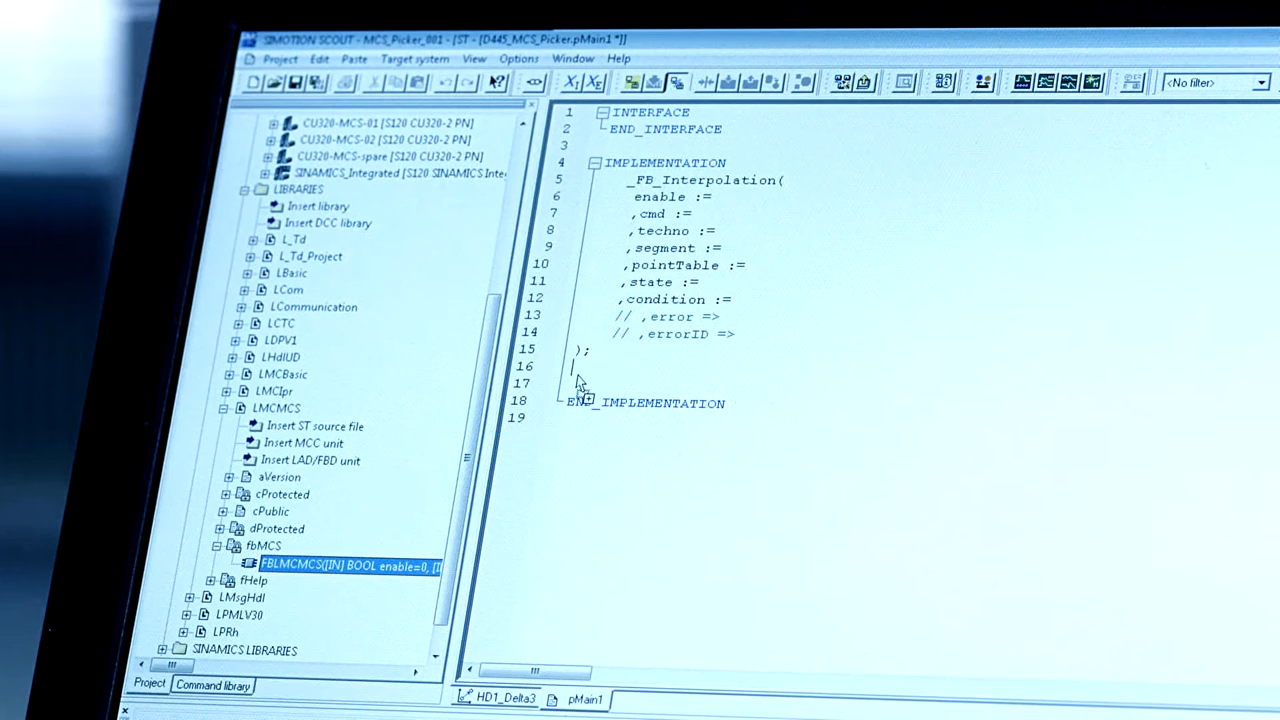 SIMOTION SCOUT - MCS_Picker_001 - [ST - [D445_MCS_Picker.pMain1 *]]
Project Edit Paste Target system View Options Window Help
<No filter>
CU320-MCS-01 [S120 CU320-2 PN]
CU320-MCS-02 [S120 CU320-2 PN]
CU320-MCS-spare [S120 CU320-2 PN]
SINAMICS_Integrated [S120 SINAMICS Inte
LIBRARIES
Insert library
Insert DCC library
L_Td
L_Td_Project
LBasic
LCom
LCommunication
LCTC
LDPV1
LHdlUD
LMCBasic
LMCIpr
LMCMCS
Insert ST source file
Insert MCC unit
Insert LAD/FBD unit
aVersion
cProtected
cPublic
dProtected
fbMCS
FBLMCMCS([IN] BOOL enable=0, [I
fHelp
LMsgHdl
LPMLV30
LPRh
SINAMICS LIBRARIES
Project Command library
1 INTERFACE
2 END_INTERFACE
3
4 IMPLEMENTATION
5 _FB_Interpolation(
6 enable :=
7 ,cmd :=
8 ,techno :=
9 ,segment :=
10 ,pointTable :=
11 ,state :=
12 ,condition :=
13 // ,error =>
14 // ,errorID =>
15 );
16
17
18 END_IMPLEMENTATION
19
HD1_Delta3 pMain1